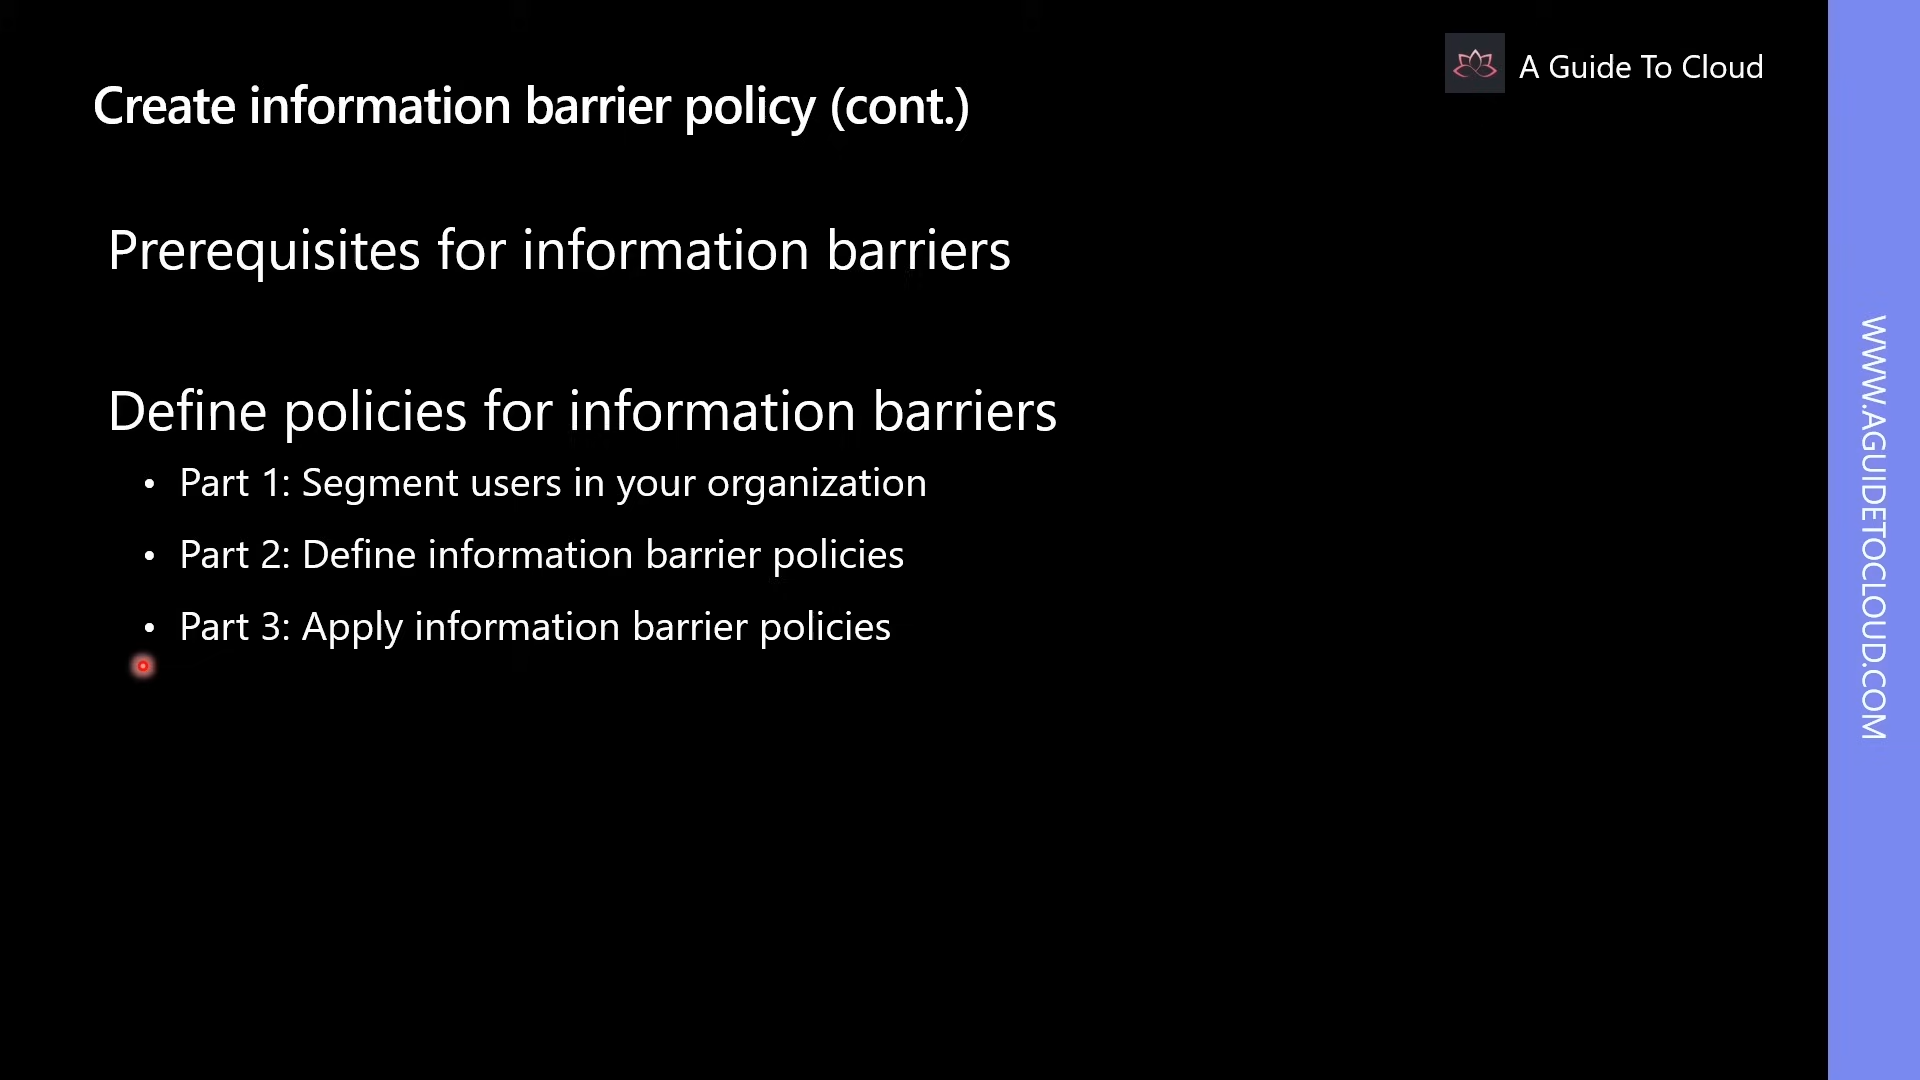 A Guide To Cloud
Create information barrier policy (cont.)
Prerequisites for information barriers
Define policies for information barriers
• Part 1: Segment users in your organization
• Part 2: Define information barrier policies
• Part 3: Apply information barrier policies
WWW.AGUIDETOCLOUD.COM